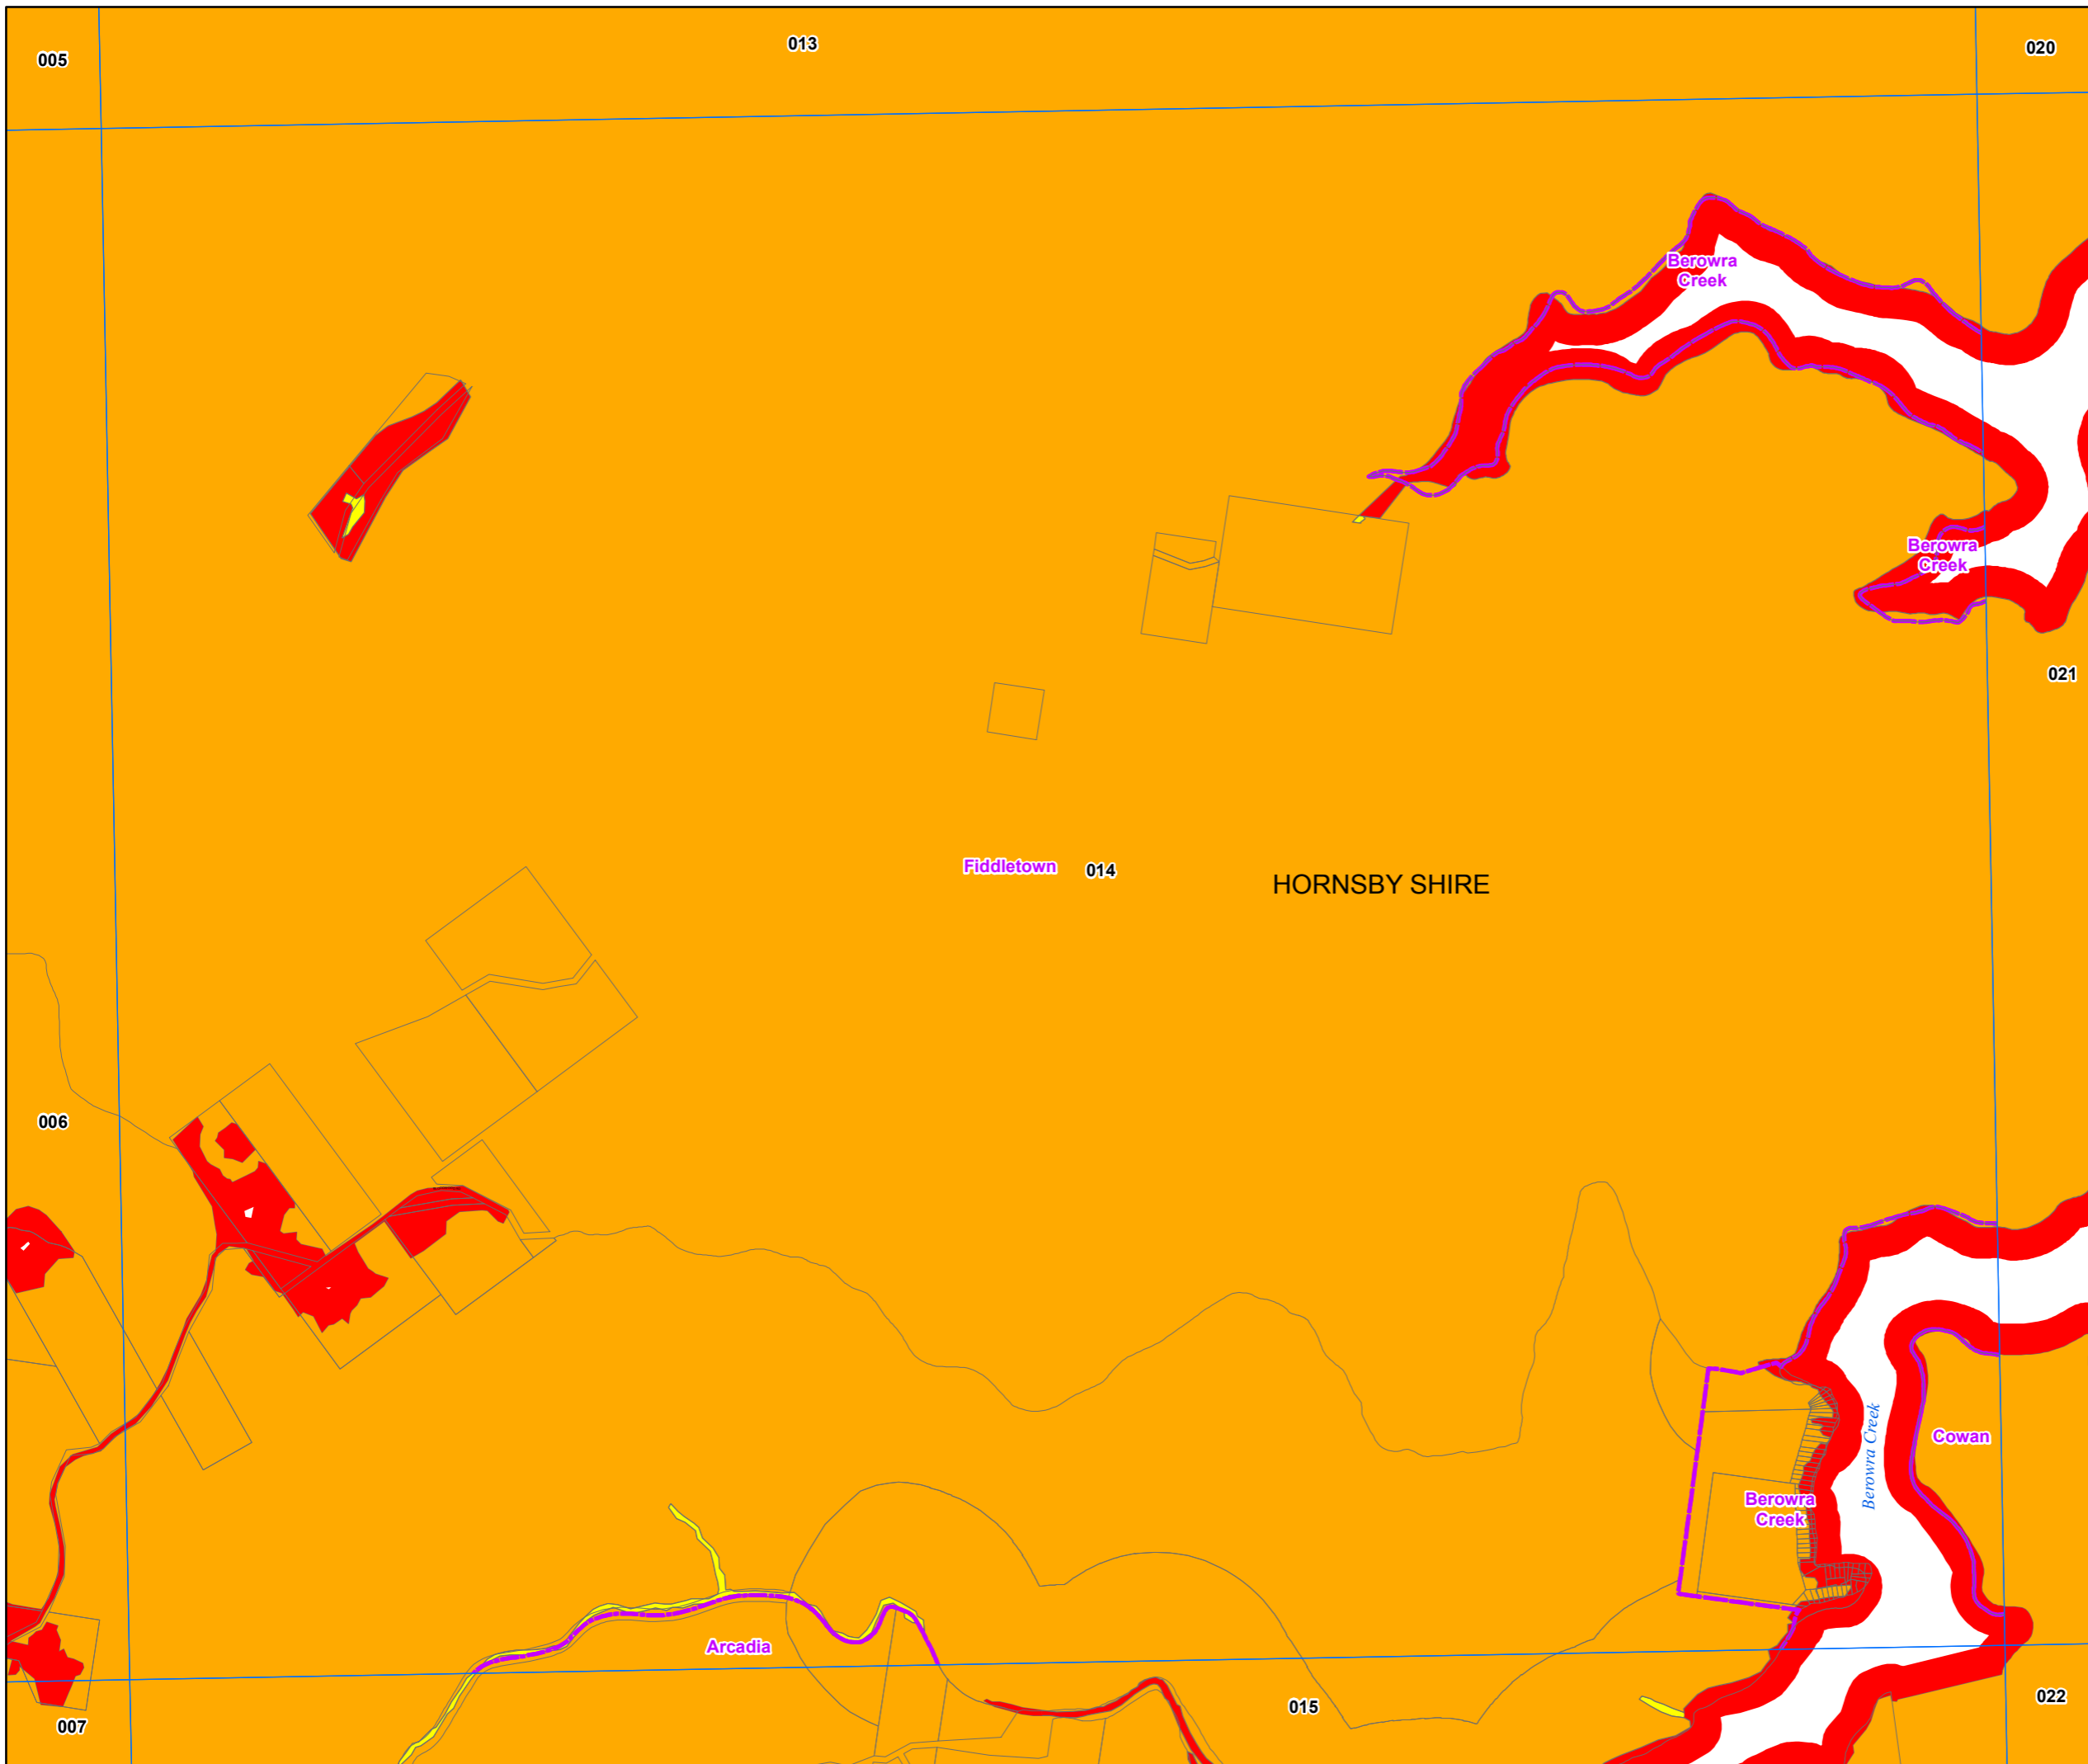 005
013
020
Berowra
Creek
Berowra
Creek
021
Fiddletown
014
HORNSBY SHIRE
006
Berowra Creek
Cowan
Berowra
Creek
Arcadia
015
022
007